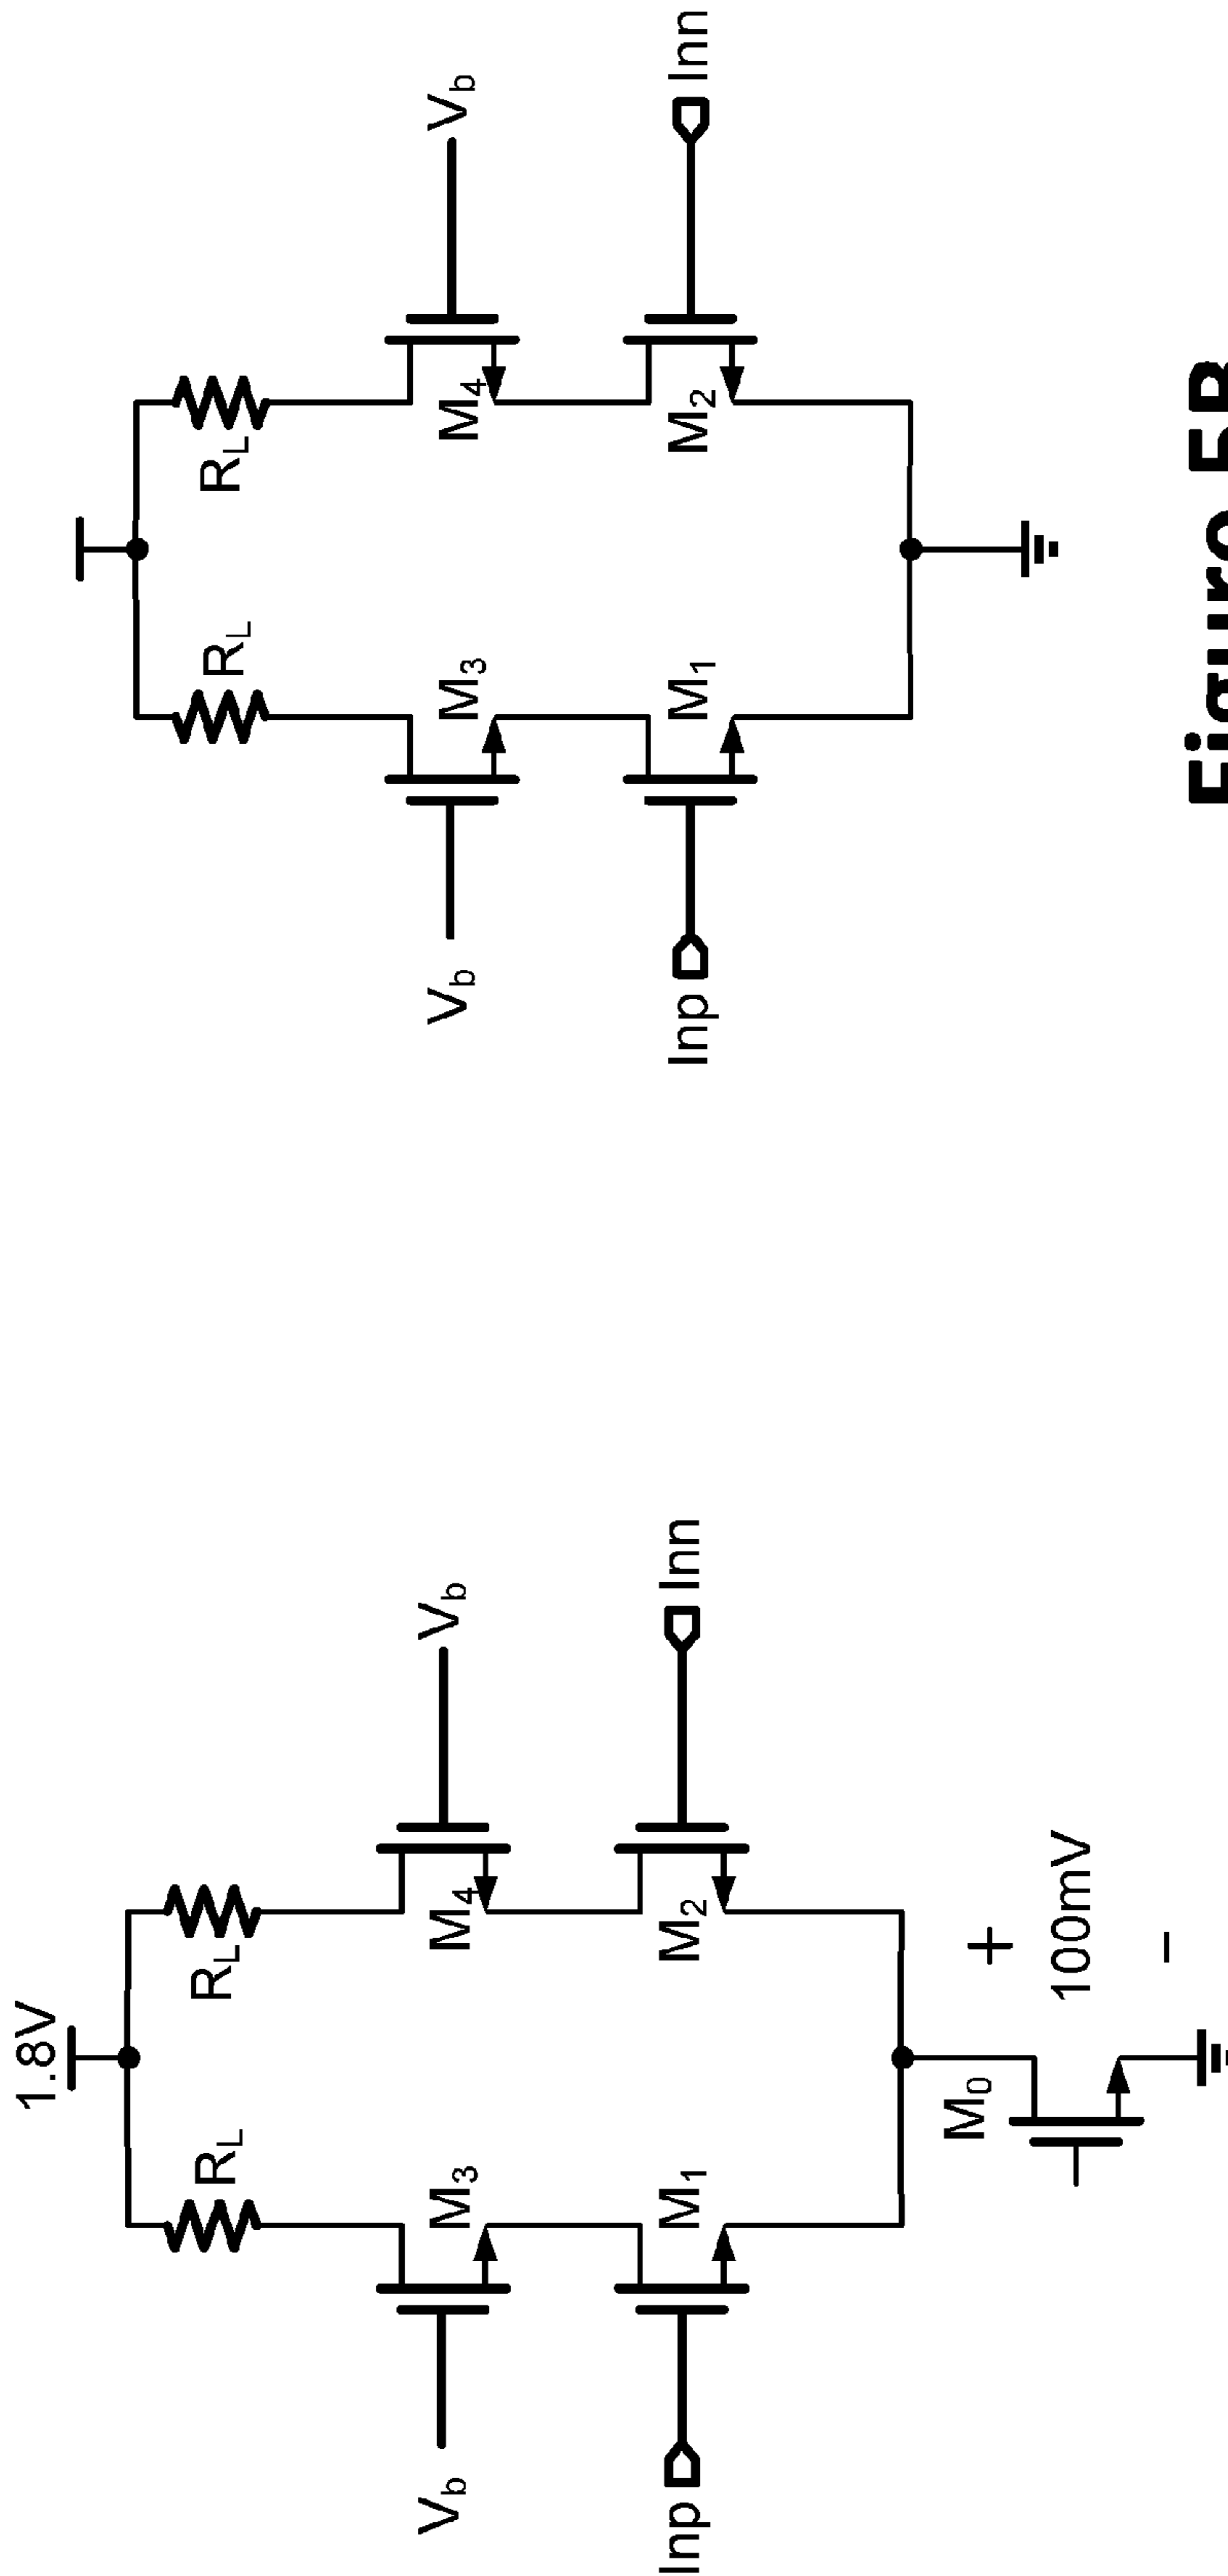 1.8V
R_L R_L
V_b M_3 M_4 V_b
Inp M_1 M_2 Inn
M_0 +
100mV
-
R_L R_L
V_b M_3 M_4 V_b
Inp M_1 M_2 Inn
Figure